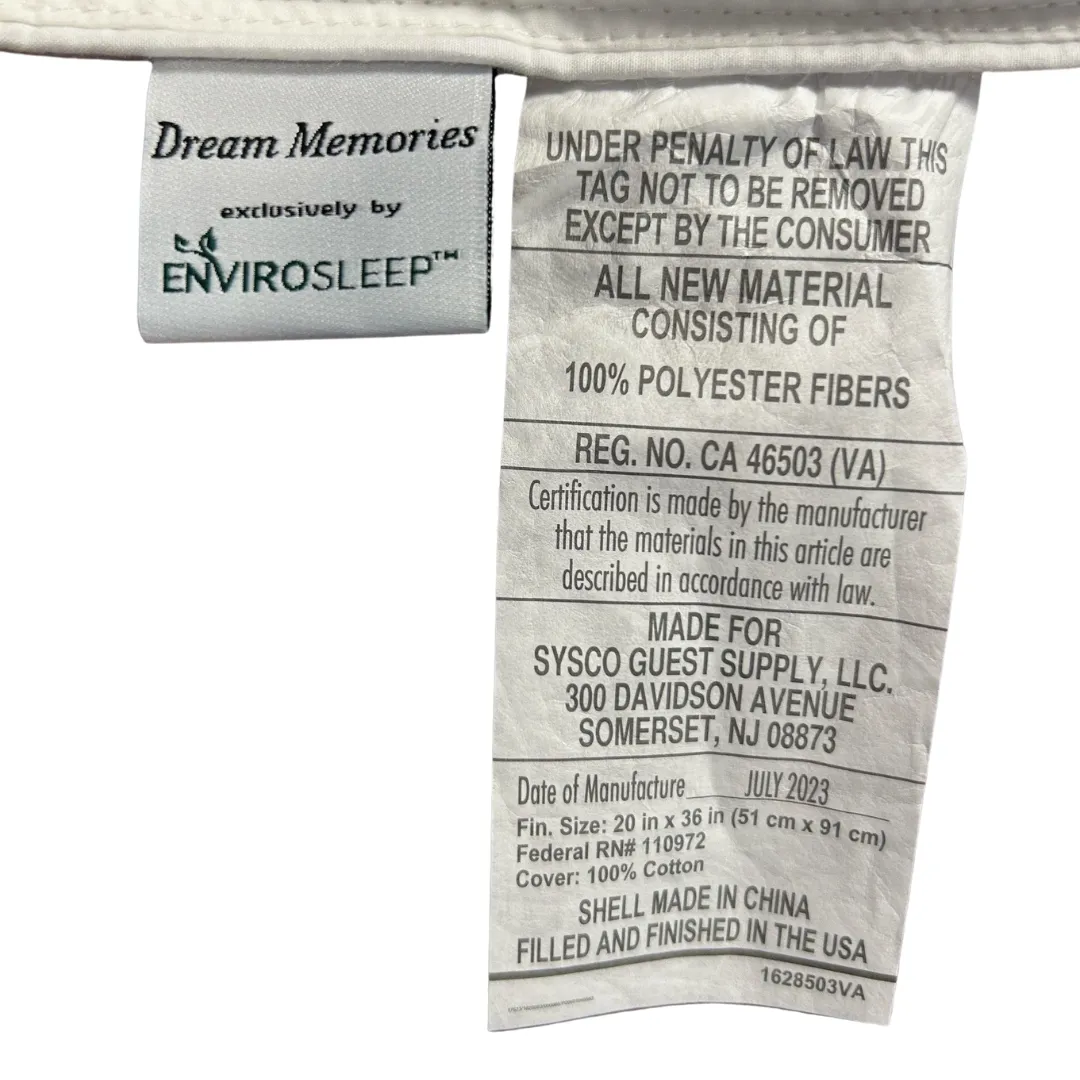 Dream Memories
exclusively by
ENVIROSLEEP™
UNDER PENALTY OF LAW THIS
TAG NOT TO BE REMOVED
EXCEPT BY THE CONSUMER
ALL NEW MATERIAL
CONSISTING OF
100% POLYESTER FIBERS
REG. NO. CA 46503 (VA)
Certification is made by the manufacturer
that the materials in this article are
described in accordance with law.
MADE FOR
SYSCO GUEST SUPPLY, LLC.
300 DAVIDSON AVENUE
SOMERSET, NJ 08873
Date of Manufacture JULY 2023
Fin. Size: 20 in x 36 in (51 cm x 91 cm)
Federal RN# 110972
Cover: 100% Cotton
SHELL MADE IN CHINA
FILLED AND FINISHED IN THE USA
1628503VA